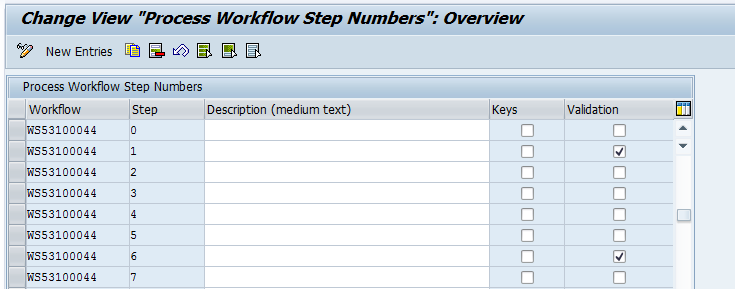 Change View "Process Workflow Step Numbers": Overview
New Entries
Process Workflow Step Numbers
Workflow Step Description (medium text) Keys Validation
WS53100044 0
WS53100044 1
WS53100044 2
WS53100044 3
WS53100044 4
WS53100044 5
WS53100044 6
WS53100044 7